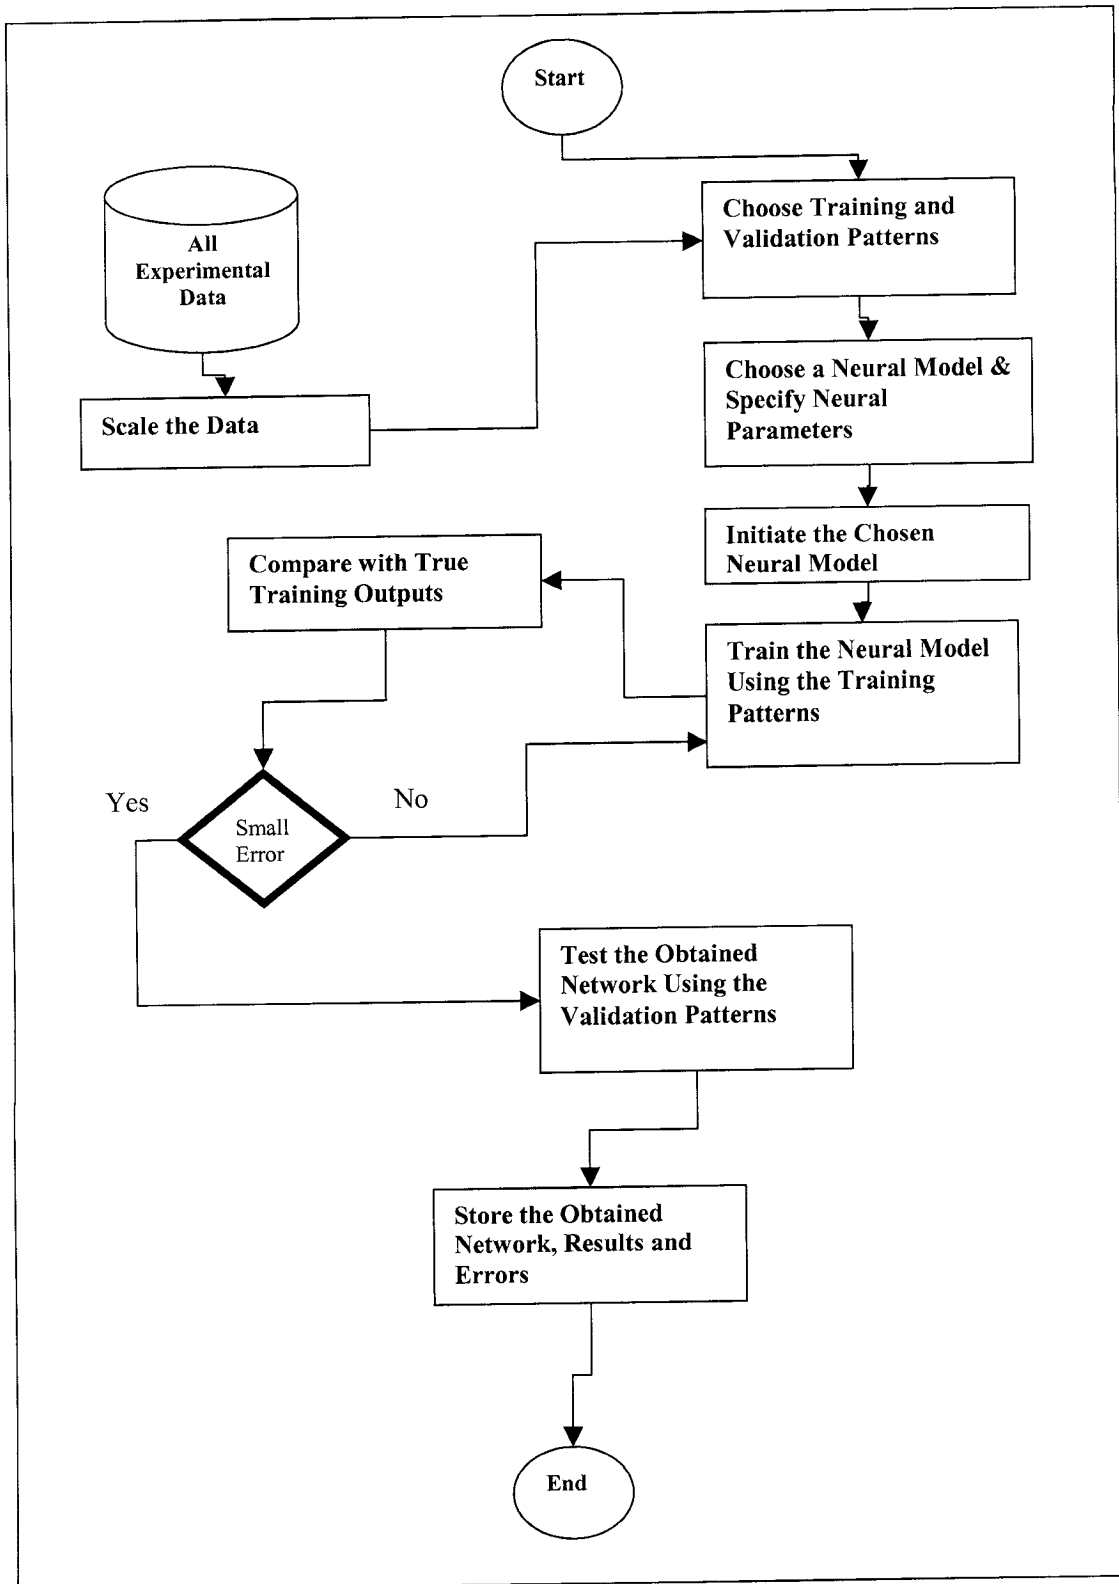 Start
Choose Training and
Validation Patterns
All
Experimental
Data
Scale the Data
Choose a Neural Model &
Specify Neural
Parameters
Initiate the Chosen
Neural Model
Compare with True
Training Outputs
Train the Neural Model
Using the Training
Patterns
Yes
No
Small
Error
Test the Obtained
Network Using the
Validation Patterns
Store the Obtained
Network, Results and
Errors
End